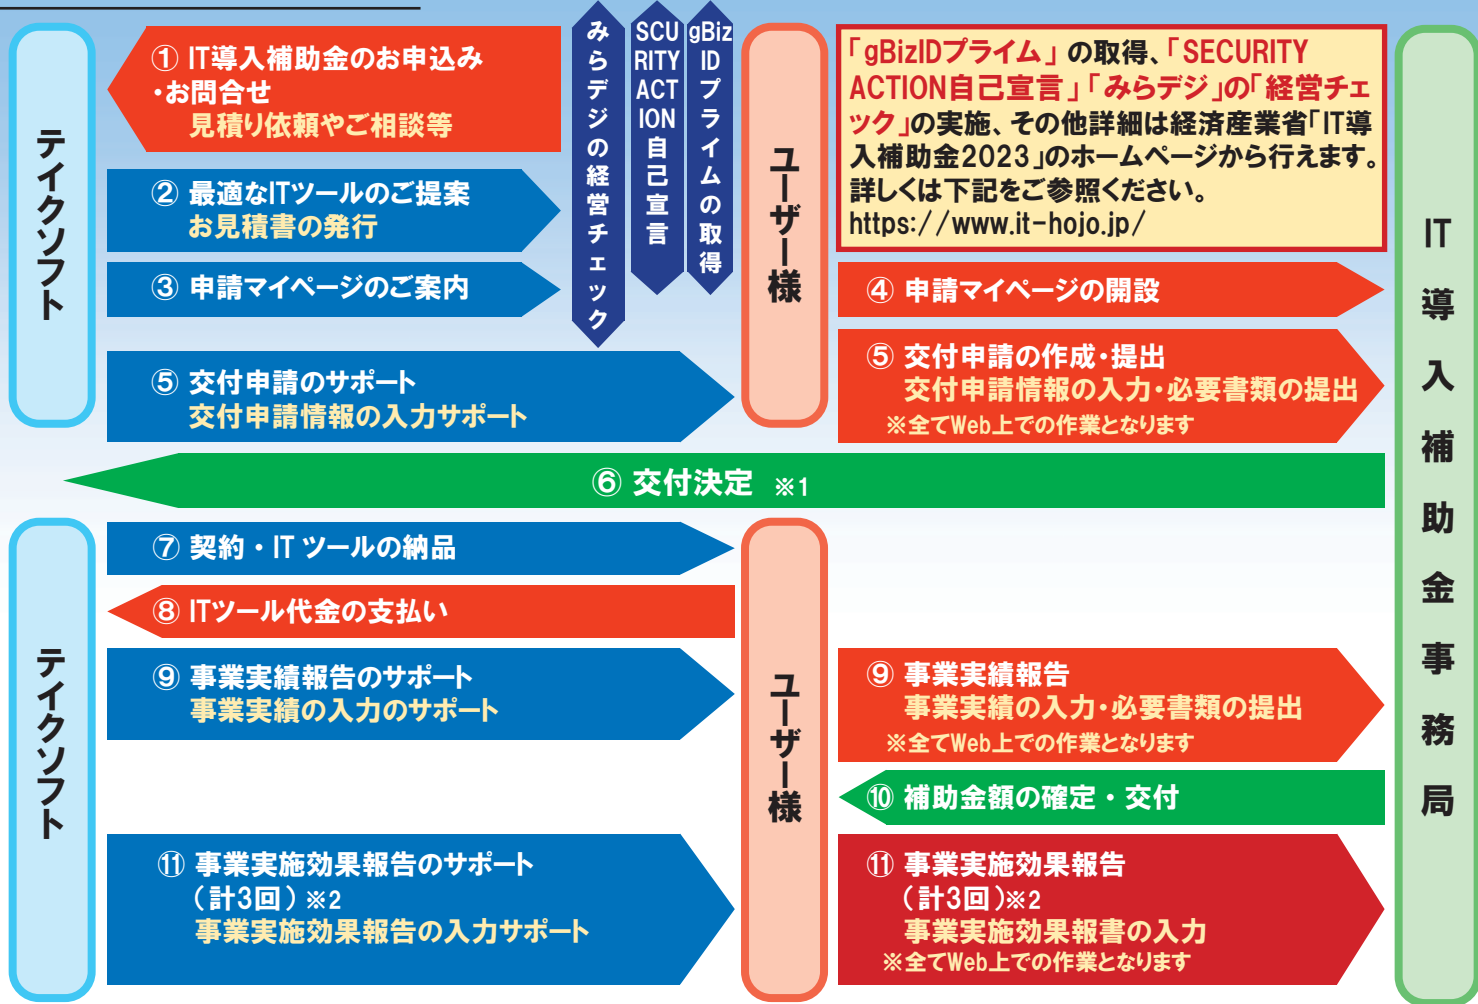 テイクソフト
① IT導入補助金のお申込み
・お問合せ
見積り依頼やご相談等
② 最適なITツールのご提案
お見積書の発行
③ 申請マイページのご案内
⑤ 交付申請のサポート
交付申請情報の入力サポート
みらデジの経営チェック
SCU
RITY
ACT
ION
自己宣言
gBiz
ID
プライムの取得
ユーザー様
「gBizIDプライム」の取得、「SECURITY
ACTION自己宣言」「みらデジ」の「経営チェ
ック」の実施、その他詳細は経済産業省「IT導
入補助金2023」のホームページから行えます。
詳しくは下記をご参照ください。
https://www.it-hojo.jp/
④ 申請マイページの開設
⑤ 交付申請の作成・提出
交付申請情報の入力・必要書類の提出
※全てWeb上での作業となります
IT導入補助金事務局
⑥ 交付決定 ※1
テイクソフト
⑦ 契約・IT ツールの納品
⑧ ITツール代金の支払い
⑨ 事業実績報告のサポート
事業実績の入力のサポート
⑪ 事業実施効果報告のサポート
（計3回）※2
事業実施効果報告の入力サポート
ユーザー様
⑨ 事業実績報告
事業実績の入力・必要書類の提出
※全てWeb上での作業となります
⑩ 補助金額の確定・交付
⑪ 事業実施効果報告
（計3回）※2
事業実施効果報書の入力
※全てWeb上での作業となります